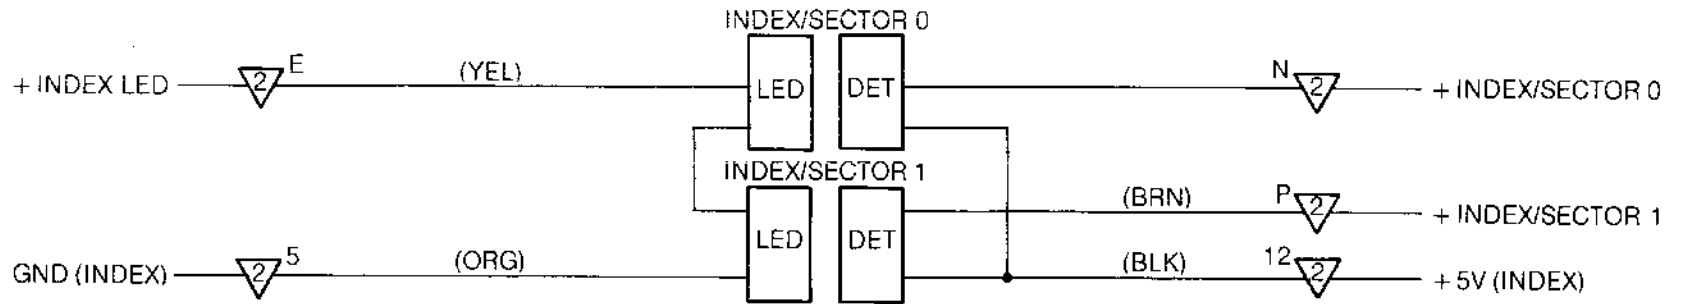 INDEX/SECTOR 0
+ INDEX LED 2 E (YEL) LED DET N 2 + INDEX/SECTOR 0
INDEX/SECTOR 1
(BRN) P 2 + INDEX/SECTOR 1
LED DET
GND (INDEX) 2 5 (ORG) (BLK) 12 2 + 5V (INDEX)